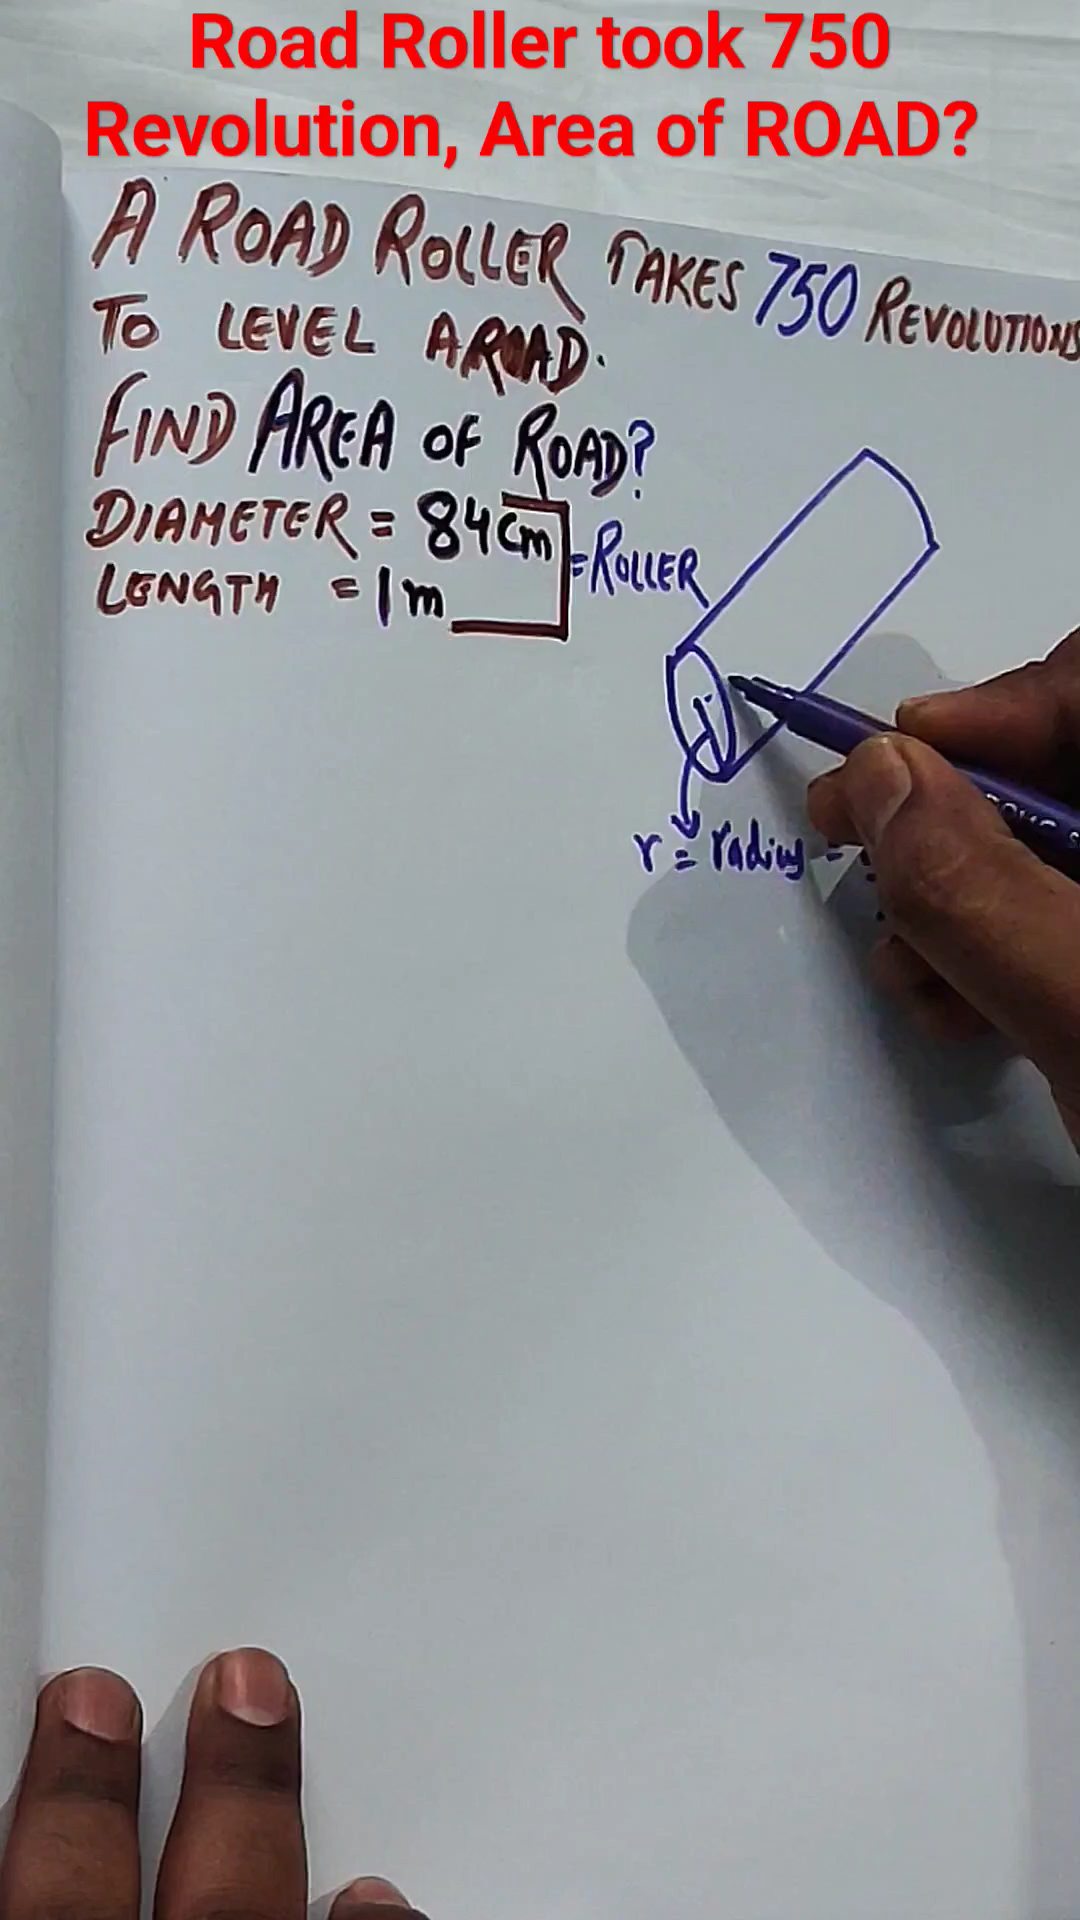 Road Roller took 750
Revolution, Area of ROAD?
A ROAD ROLLER TAKES 750 REVOLUTIONS
TO LEVEL A ROAD.
FIND AREA OF ROAD?
DIAMETER = 84cm
= ROLLER
LENGTH = 1m
r = radius =